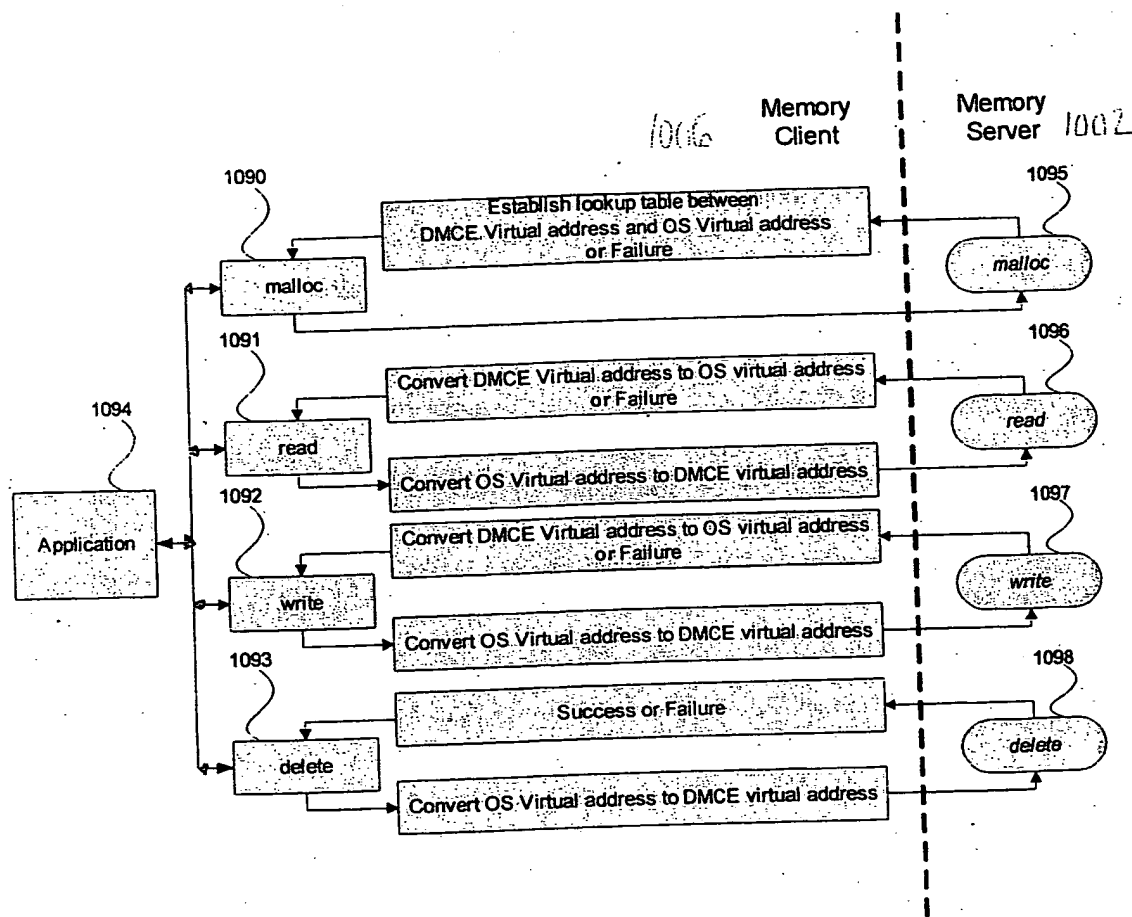 1006
Memory
Client
Memory
Server
1002
1090
1095
Establish lookup table between
DMCE Virtual address and OS Virtual address
or Failure
malloc
malloc
1091
1096
Convert DMCE Virtual address to OS virtual address
or Failure
read
read
1094
Convert OS Virtual address to DMCE virtual address
1092
1097
Application
Convert DMCE Virtual address to OS virtual address
or Failure
write
write
Convert OS Virtual address to DMCE virtual address
1093
1098
Success or Failure
delete
delete
Convert OS Virtual address to DMCE virtual address